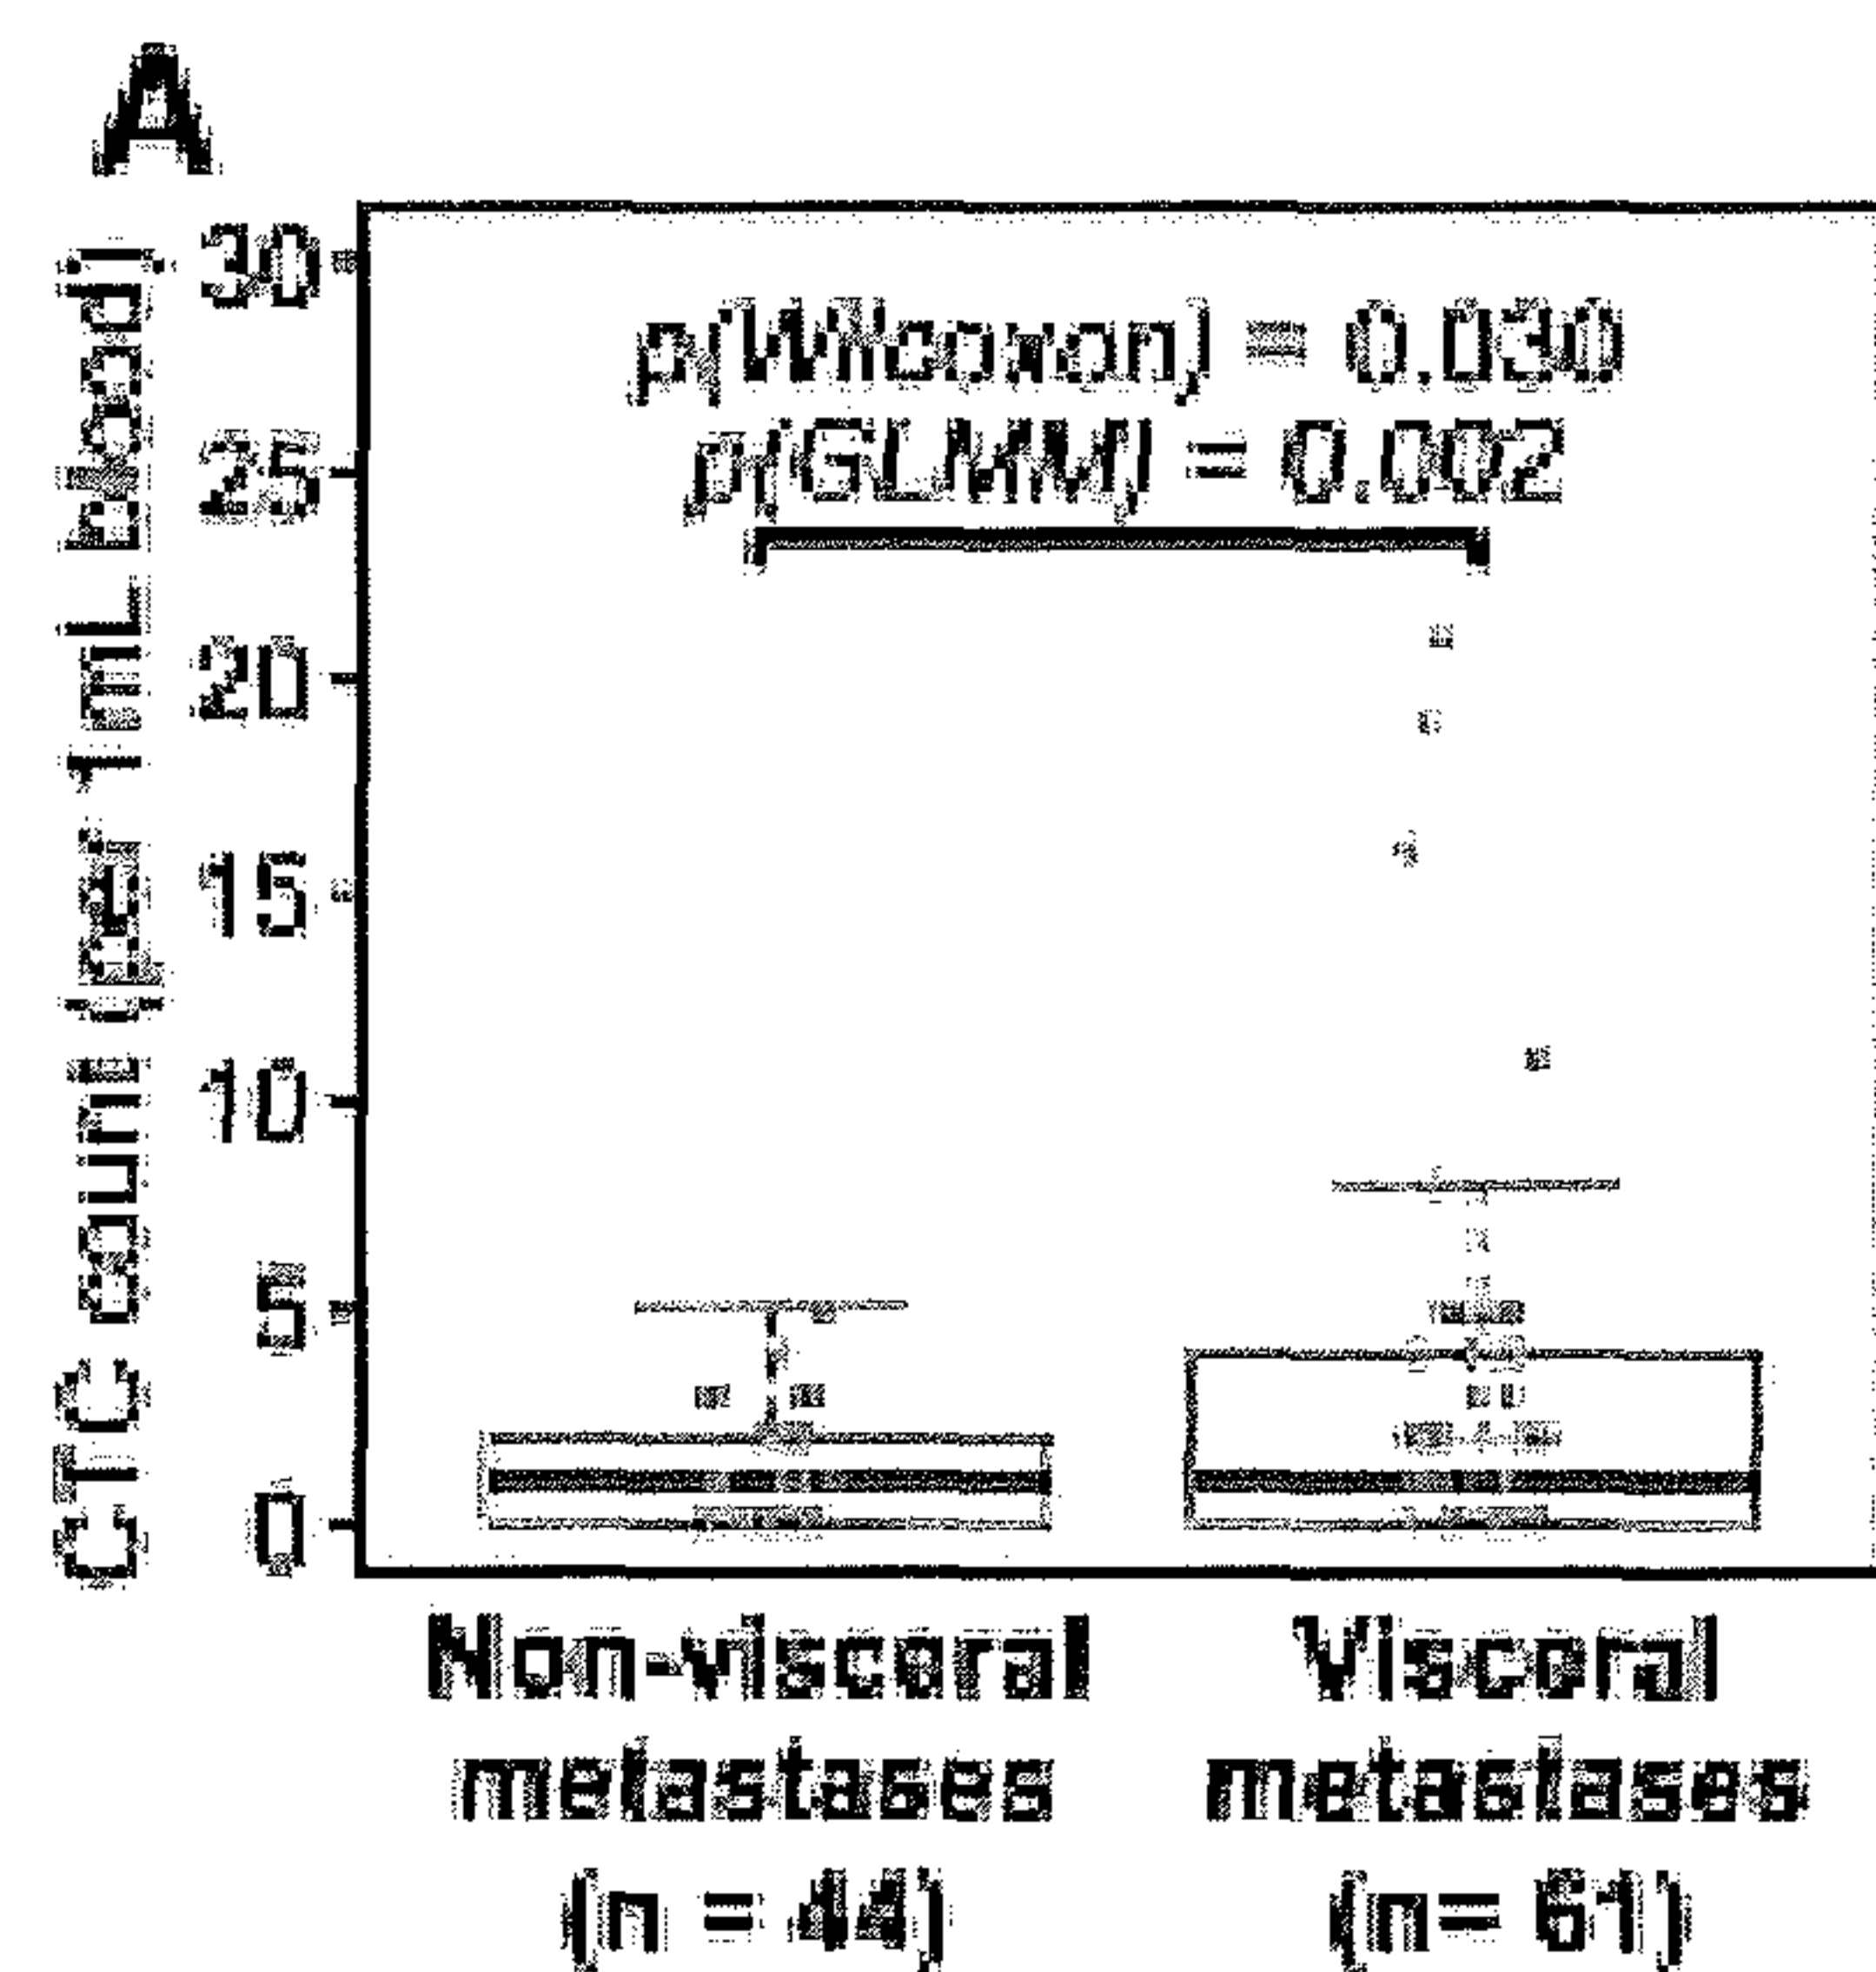 A
CTC count (per 1mL blood)
30
25
20
15
10
5
0
p(Wilcoxon) = 0.030
p(GLMM) = 0.002
Non-visceral
metastases
(n = 44)
Visceral
metastases
(n= 61)